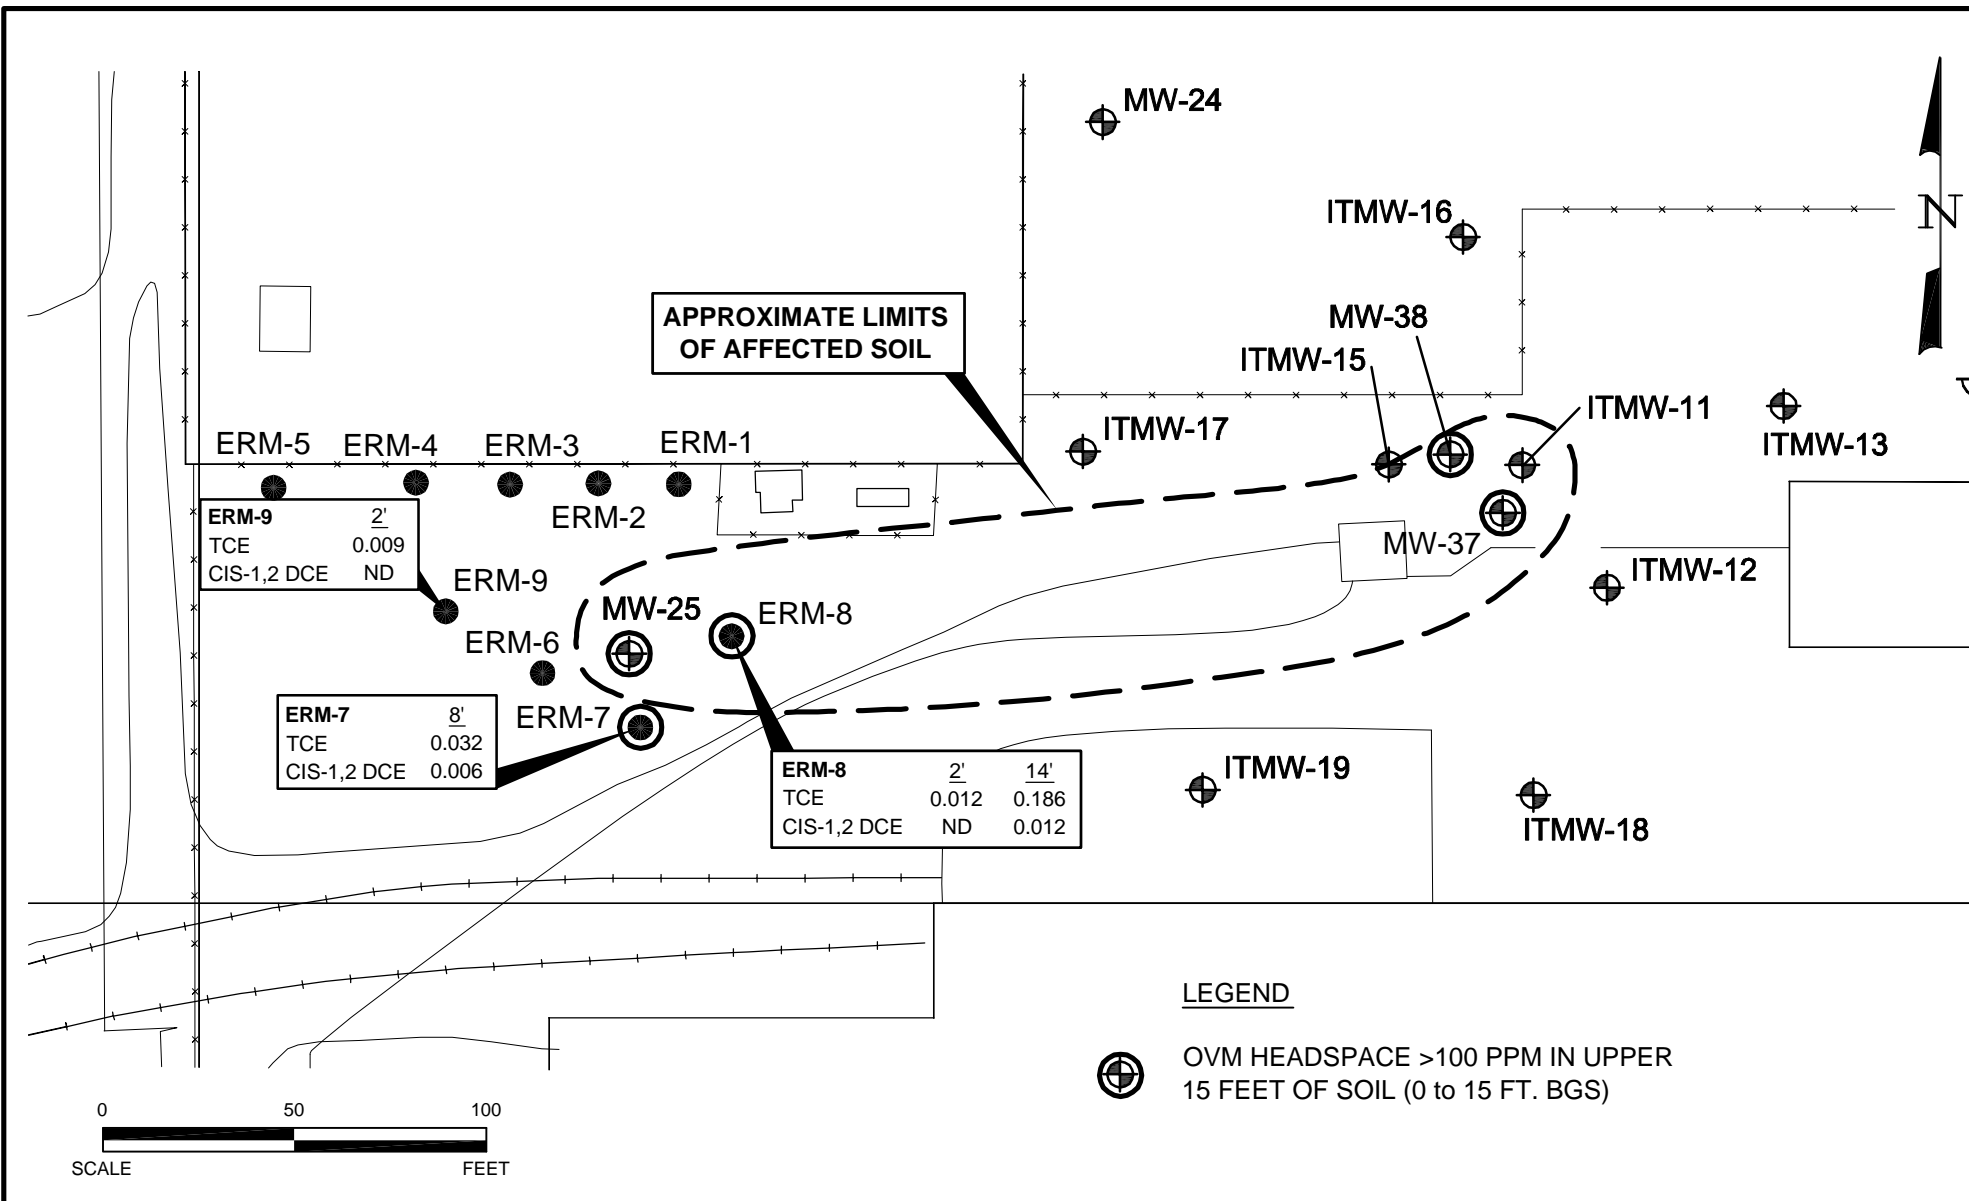 MW-24
ITMW-16
N
APPROXIMATE LIMITS
OF AFFECTED SOIL
MW-38
ITMW-15
ITMW-11
ITMW-17
ITMW-13
ERM-5
ERM-4
ERM-3
ERM-1
ERM-2
ERM-9 2'
TCE 0.009
CIS-1,2 DCE ND
MW-37
ITMW-12
ERM-9
MW-25
ERM-8
ERM-6
ERM-7 8'
TCE 0.032
CIS-1,2 DCE 0.006
ERM-7
ERM-8 2' 14'
TCE 0.012 0.186
CIS-1,2 DCE ND 0.012
ITMW-19
ITMW-18
LEGEND
OVM HEADSPACE >100 PPM IN UPPER
15 FEET OF SOIL (0 to 15 FT. BGS)
0 50 100
SCALE FEET